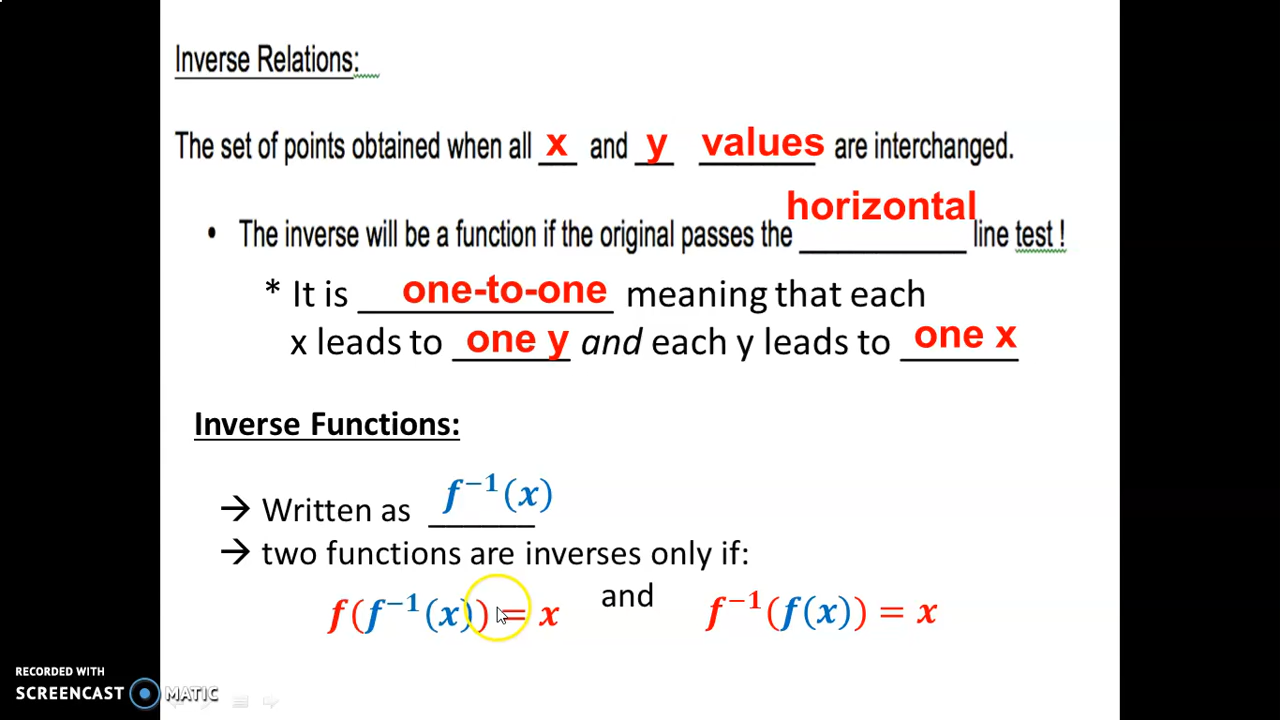 Inverse Relations:
The set of points obtained when all x and y values are interchanged.
• The inverse will be a function if the original passes the horizontal line test !
* It is one-to-one meaning that each
x leads to one y and each y leads to one x
Inverse Functions:
→ Written as f⁻¹(x)
→ two functions are inverses only if:
f(f⁻¹(x)) = x and f⁻¹(f(x)) = x
RECORDED WITH
SCREENCAST MATIC